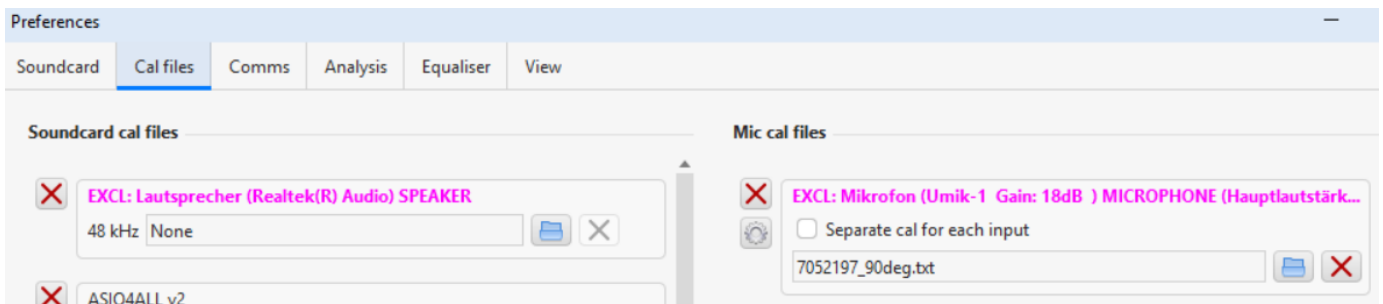 Preferences
Soundcard Cal files Comms Analysis Equaliser View
Soundcard cal files
EXCL: Lautsprecher (Realtek(R) Audio) SPEAKER
48 kHz None
ASIO4ALL v2
Mic cal files
EXCL: Mikrofon (Umik-1 Gain: 18dB ) MICROPHONE (Hauptlautstärk...
Separate cal for each input
7052197_90deg.txt